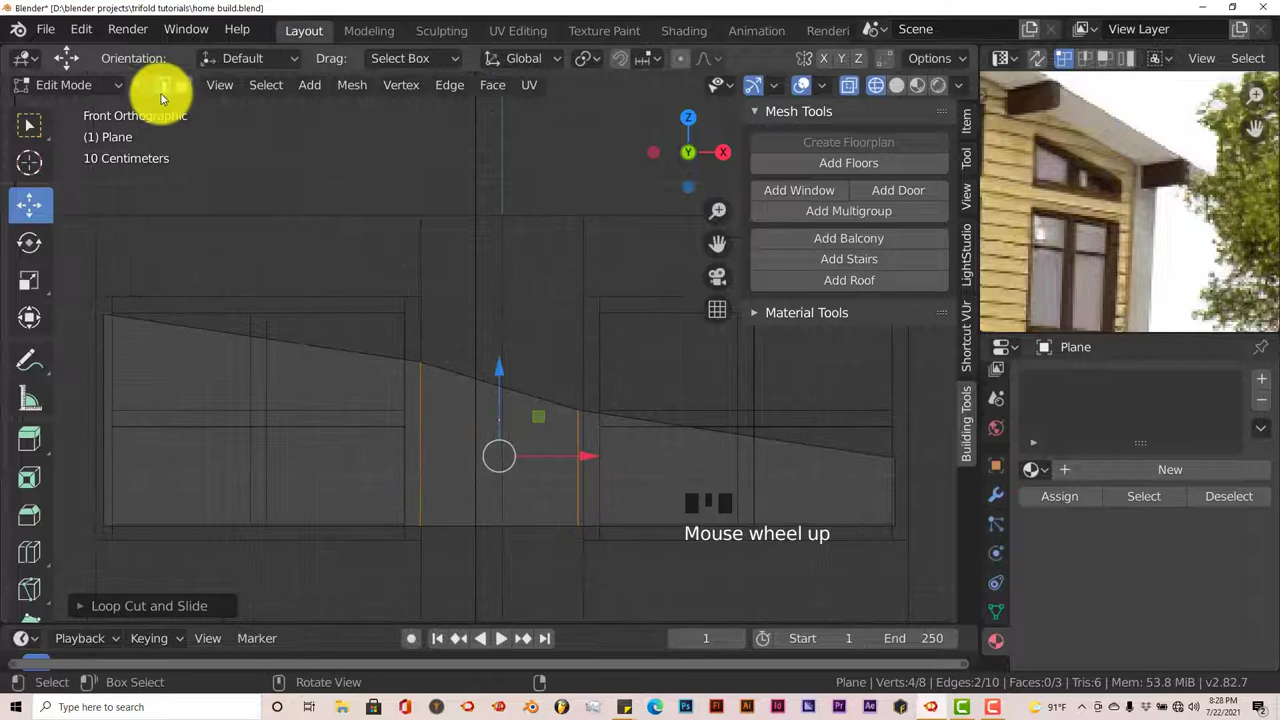 Blender* [D:\blender projects\trifold tutorials\home build.blend]
File Edit Render Window Help Layout Modeling Sculpting UV Editing Texture Paint Shading Animation Renderi Scene View Layer
Orientation: Default Drag: Select Box Global X Y Z Options View Select
Edit Mode View Select Add Mesh Vertex Edge Face UV
Front Orthographic
(1) Plane
10 Centimeters
Z
X
Y
Mesh Tools
Create Floorplan
Add Floors
Add Window Add Door
Add Multigroup
Add Balcony
Add Stairs
Add Roof
Material Tools
Item
Tool
View
LightStudio
Shortcut VUr
Building Tools
Plane
New
Assign Select Deselect
Mouse wheel up
Loop Cut and Slide
Playback Keying View Marker 1 Start 1 End 250
Select Box Select Rotate View Plane | Verts:4/8 | Edges:2/10 | Faces:0/3 | Tris:6 | Mem: 53.8 MiB | v2.82.7
Type here to search 91°F 8:28 PM
7/22/2021